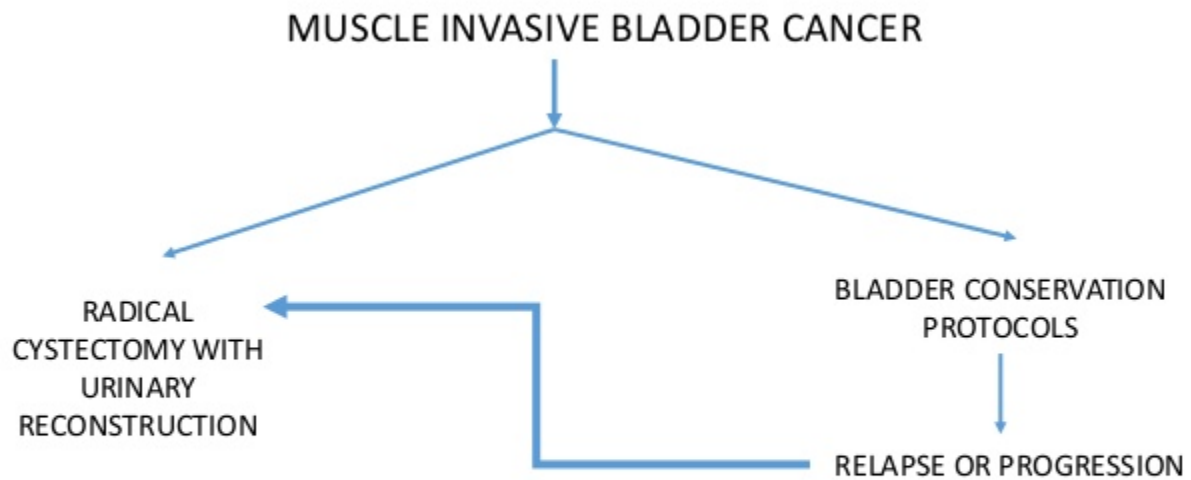 MUSCLE INVASIVE BLADDER CANCER
RADICAL
CYSTECTOMY WITH
URINARY
RECONSTRUCTION
BLADDER CONSERVATION
PROTOCOLS
RELAPSE OR PROGRESSION